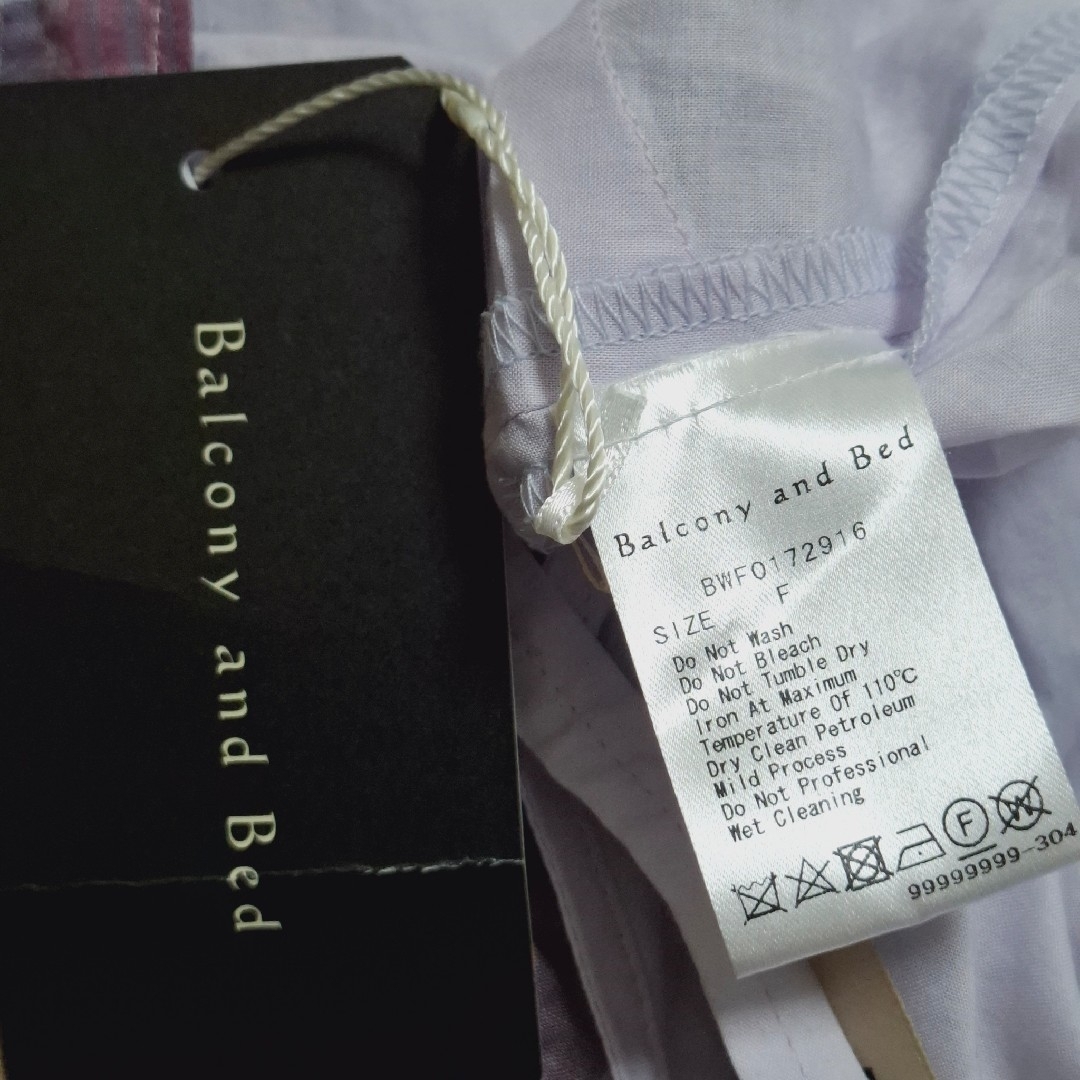 Balcony and Bed
Balcony and Bed
BWF0172916
SIZE F
Do Not Wash
Do Not Bleach
Do Not Tumble Dry
Iron At Maximum
Temperature Of 110℃
Dry Clean Petroleum
Mild Process
Do Not Professional
Wet Cleaning
F W
99999999-304